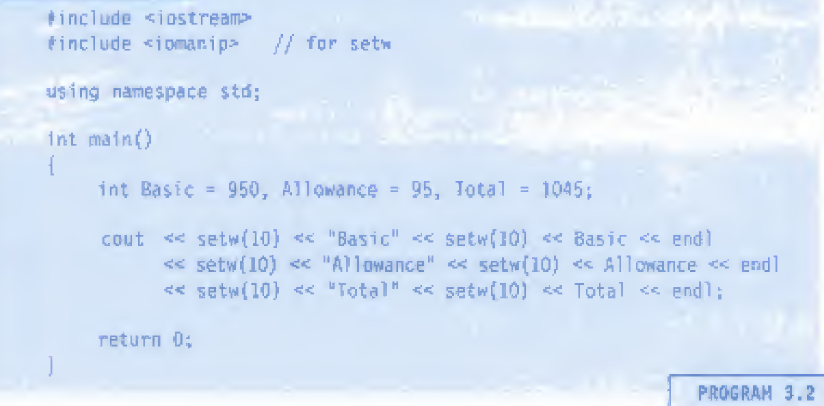 #include <iostream>
#include <iomanip>   // for setw
using namespace std;
int main()
{
int Basic = 950, Allowance = 95, Total = 1045;
cout << setw(10) << "Basic" << setw(10) << Basic << endl
<< setw(10) << "Allowance" << setw(10) << Allowance << endl
<< setw(10) << "Total" << setw(10) << Total << endl;
return 0;
}
PROGRAM 3.2